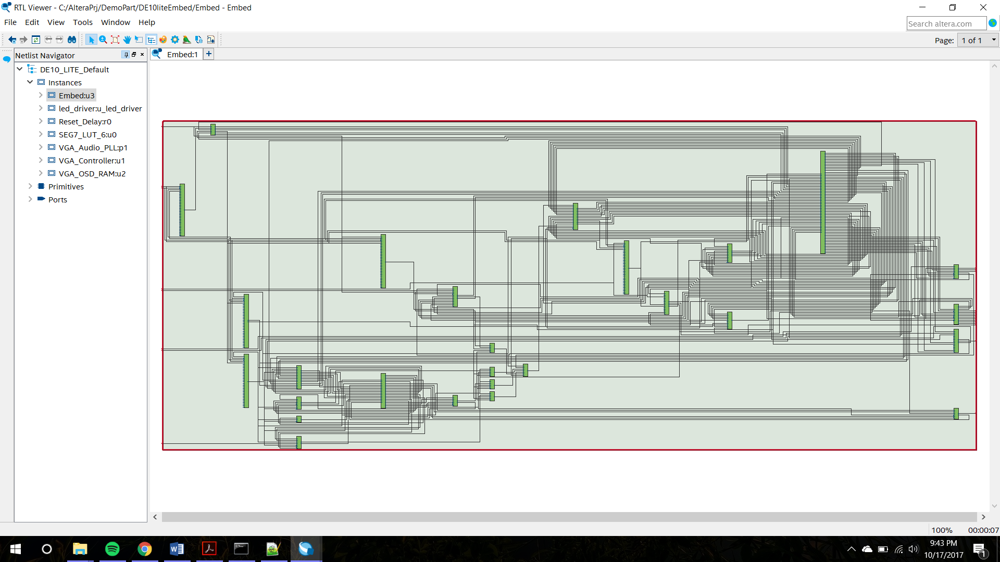 RTL Viewer - C:/AlteraPrj/DemoPart/DE10liteEmbed/Embed - Embed
File Edit View Tools Window Help
Search altera.com
Page: 1 of 1
Netlist Navigator
Embed:1
DE10_LITE_Default
Instances
Embed:u3
led_driver:u_led_driver
Reset_Delay:r0
SEG7_LUT_6:u0
VGA_Audio_PLL:p1
VGA_Controller:u1
VGA_OSD_RAM:u2
Primitives
Ports
100% 00:00:07
9:43 PM
10/17/2017
1